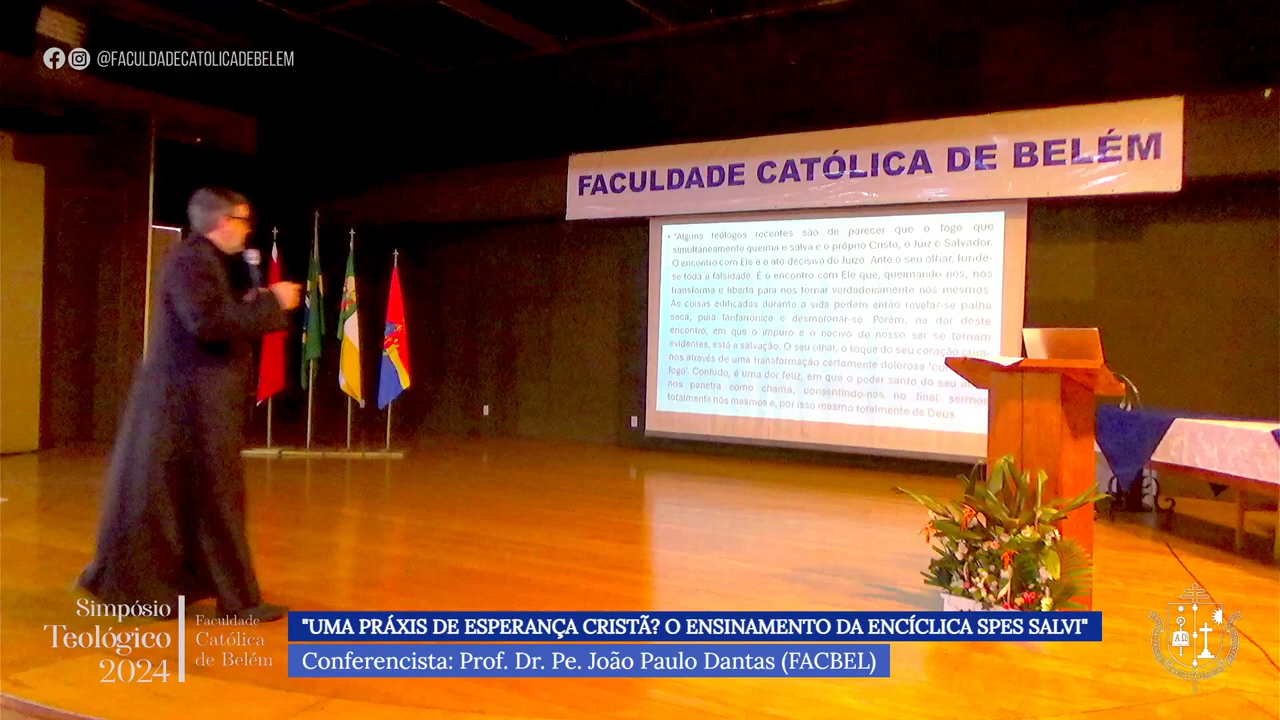 @FACULDADECATOLICADEBELEM
FACULDADE CATÓLICA DE BELÉM
• "Alguns teólogos recentes são de parecer que o fogo que
simultaneamente queima e salva é o próprio Cristo, o Juiz e Salvador.
O encontro com Ele é o ato decisivo do Juízo. Ante o seu olhar, funde-
se toda a falsidade. É o encontro com Ele que, queimando-nos, nos
transforma e liberta para nos tornar verdadeiramente nós mesmos.
As coisas edificadas durante a vida podem então revelar-se palha
seca, pura fanfarronice e desmoronar-se. Porém, na dor deste
encontro, em que o impuro e o nocivo do nosso ser se tornam
evidentes, está a salvação. O seu olhar, o toque do seu coração cura-
nos através de uma transformação certamente dolorosa
fogo'. Contudo, é uma dor feliz, em que o poder santo do seu
nos penetra como chama, consentindo-nos no final sermos
totalmente nós mesmos e, por isso mesmo totalmente de Deus
Simpósio
Teológico
2024
Faculdade
Católica
de Belém
"UMA PRÁXIS DE ESPERANÇA CRISTÃ? O ENSINAMENTO DA ENCÍCLICA SPES SALVI"
Conferencista: Prof. Dr. Pe. João Paulo Dantas (FACBEL)